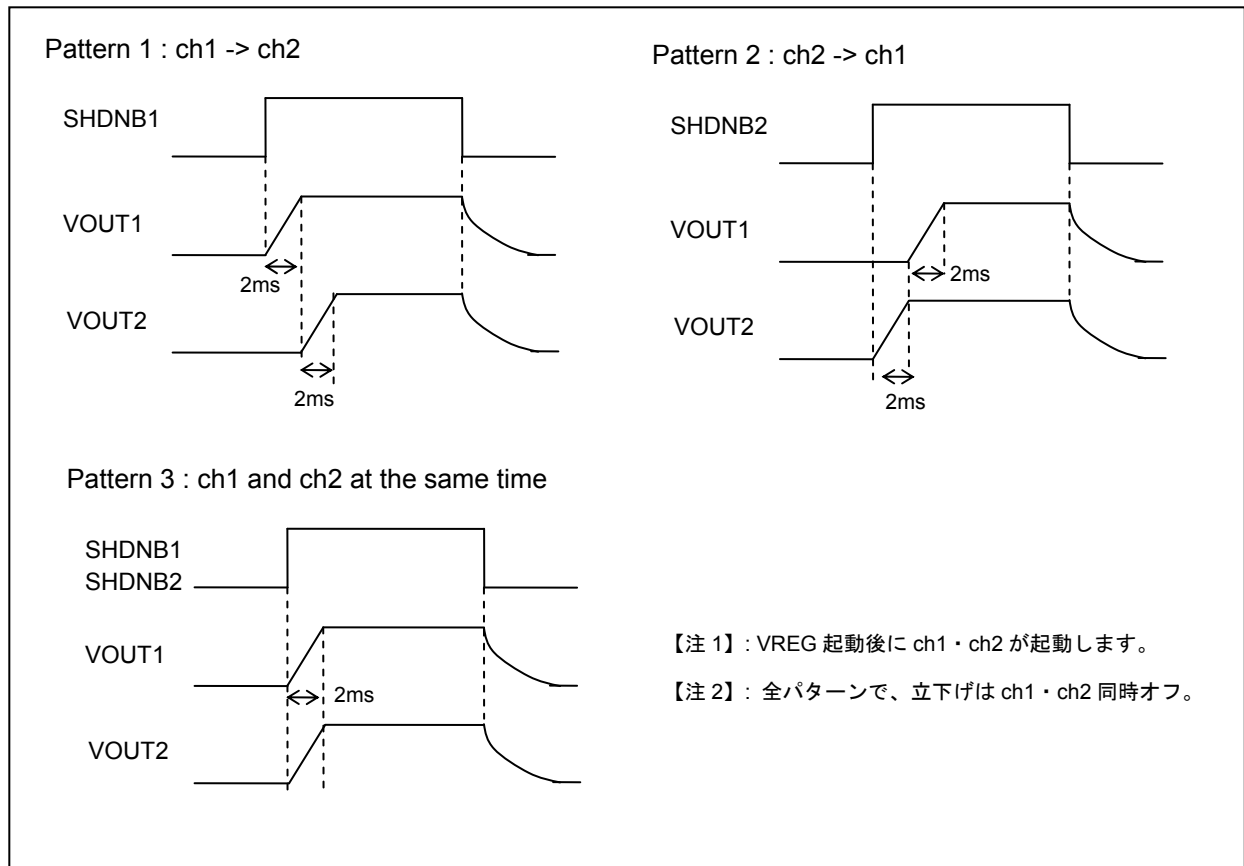 Pattern 1 : ch1 -> ch2
SHDNB1
VOUT1
2ms
VOUT2
2ms
Pattern 2 : ch2 -> ch1
SHDNB2
VOUT1
2ms
VOUT2
2ms
Pattern 3 : ch1 and ch2 at the same time
SHDNB1
SHDNB2
VOUT1
2ms
VOUT2
【注 1】: VREG 起動後に ch1・ch2 が起動します。
【注 2】: 全パターンで、立下げは ch1・ch2 同時オフ。